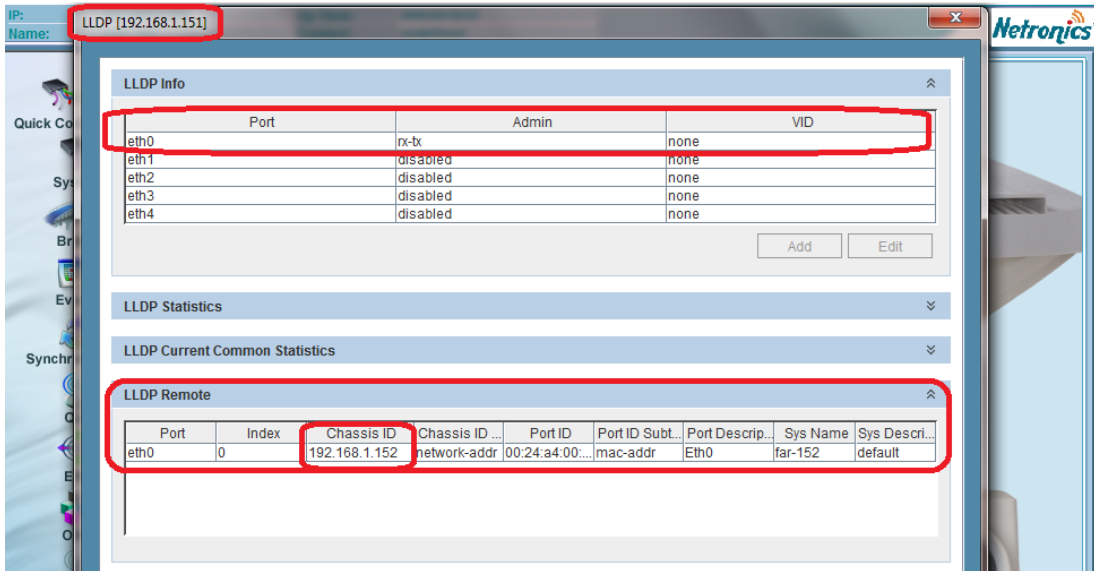 IP:
Name:
LLDP [192.168.1.151]
Netronics
Quick Co
Sys
Br
Ev
Synchr
LLDP Info
Port Admin VID
eth0 rx-tx none
eth1 disabled none
eth2 disabled none
eth3 disabled none
eth4 disabled none
Add Edit
LLDP Statistics
LLDP Current Common Statistics
LLDP Remote
Port Index Chassis ID Chassis ID ... Port ID Port ID Subt... Port Descrip... Sys Name Sys Descri...
eth0 0 192.168.1.152 network-addr 00:24:a4:00:... mac-addr Eth0 far-152 default